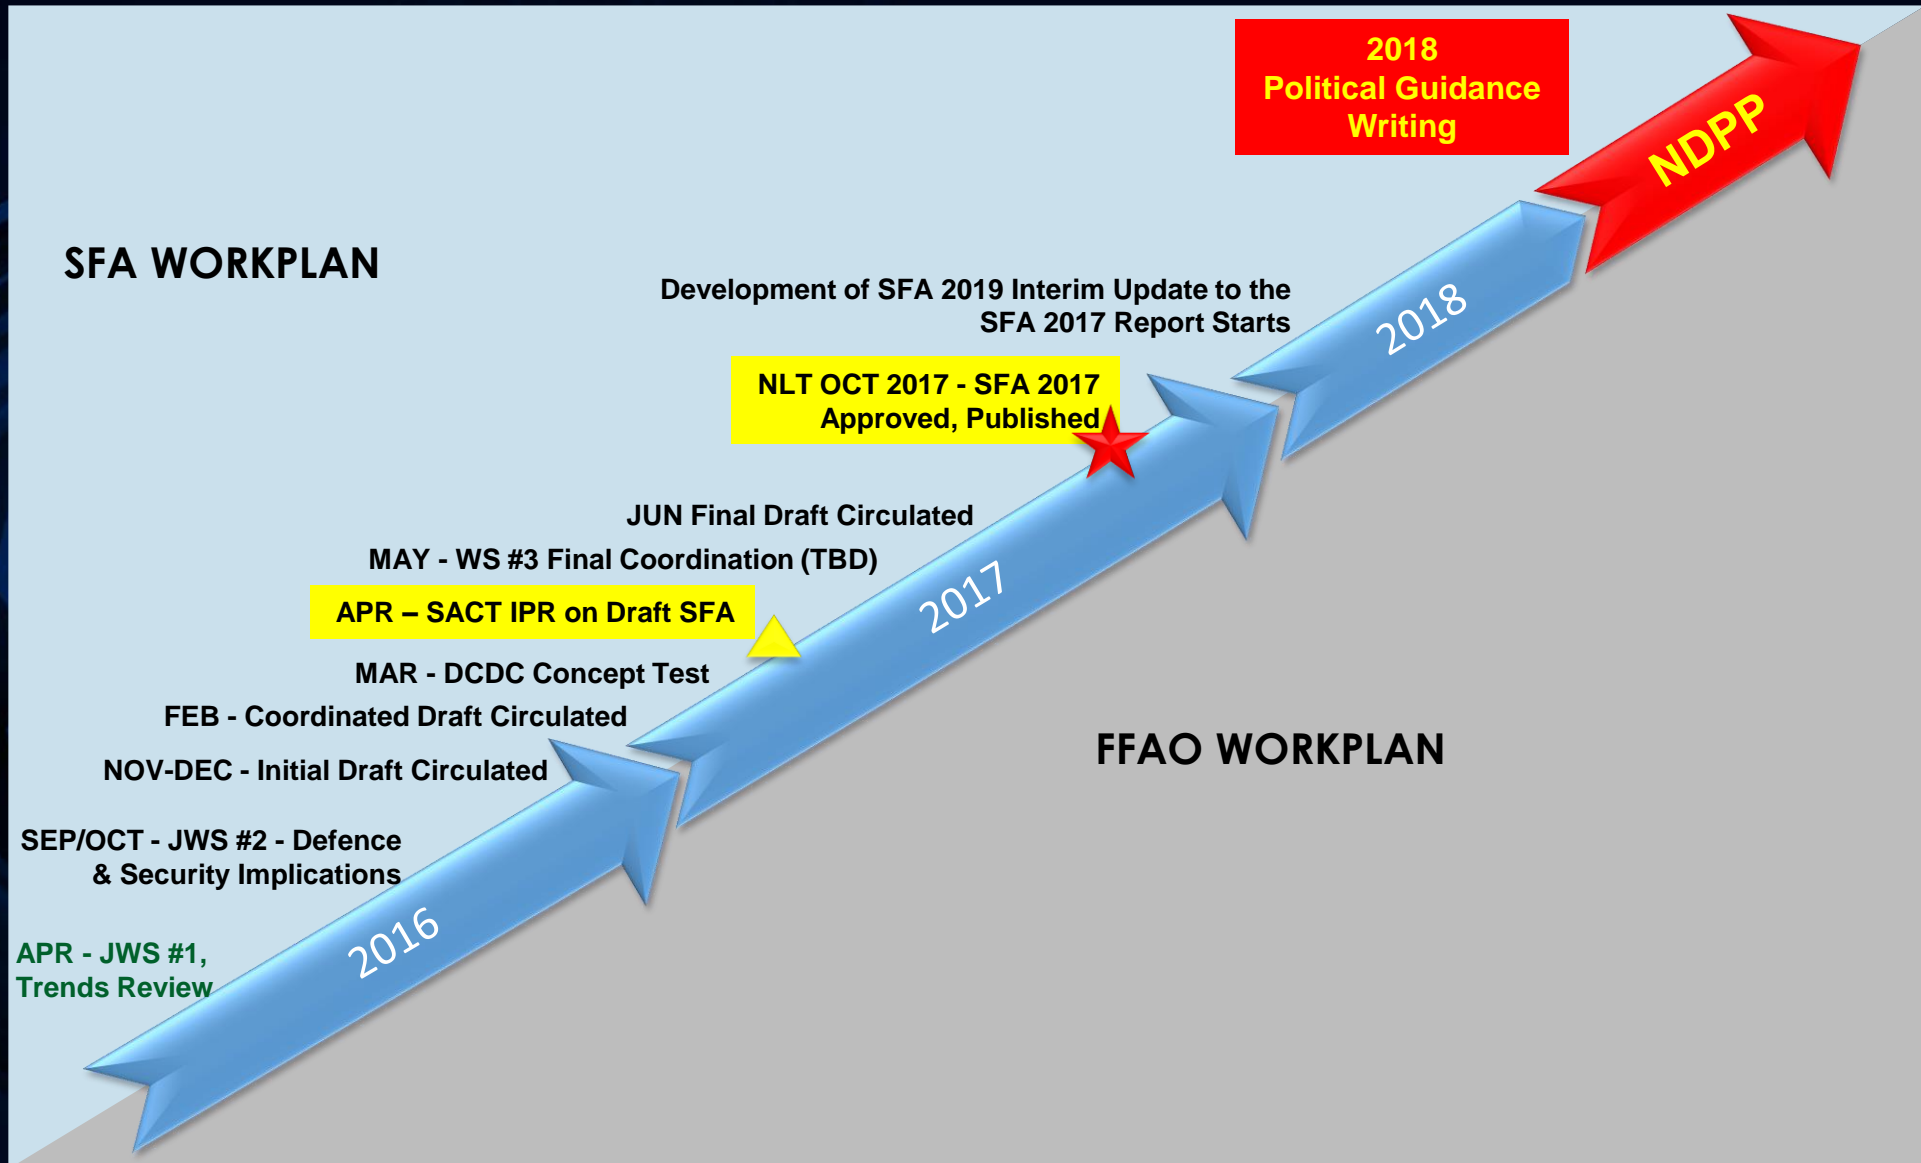 2018
Political Guidance
Writing
NDPP
SFA WORKPLAN
Development of SFA 2019 Interim Update to the
SFA 2017 Report Starts
2018
NLT OCT 2017 - SFA 2017
Approved, Published
JUN Final Draft Circulated
MAY - WS #3 Final Coordination (TBD)
APR – SACT IPR on Draft SFA
2017
MAR - DCDC Concept Test
FEB - Coordinated Draft Circulated
FFAO WORKPLAN
NOV-DEC - Initial Draft Circulated
SEP/OCT - JWS #2 - Defence
& Security Implications
2016
APR - JWS #1,
Trends Review